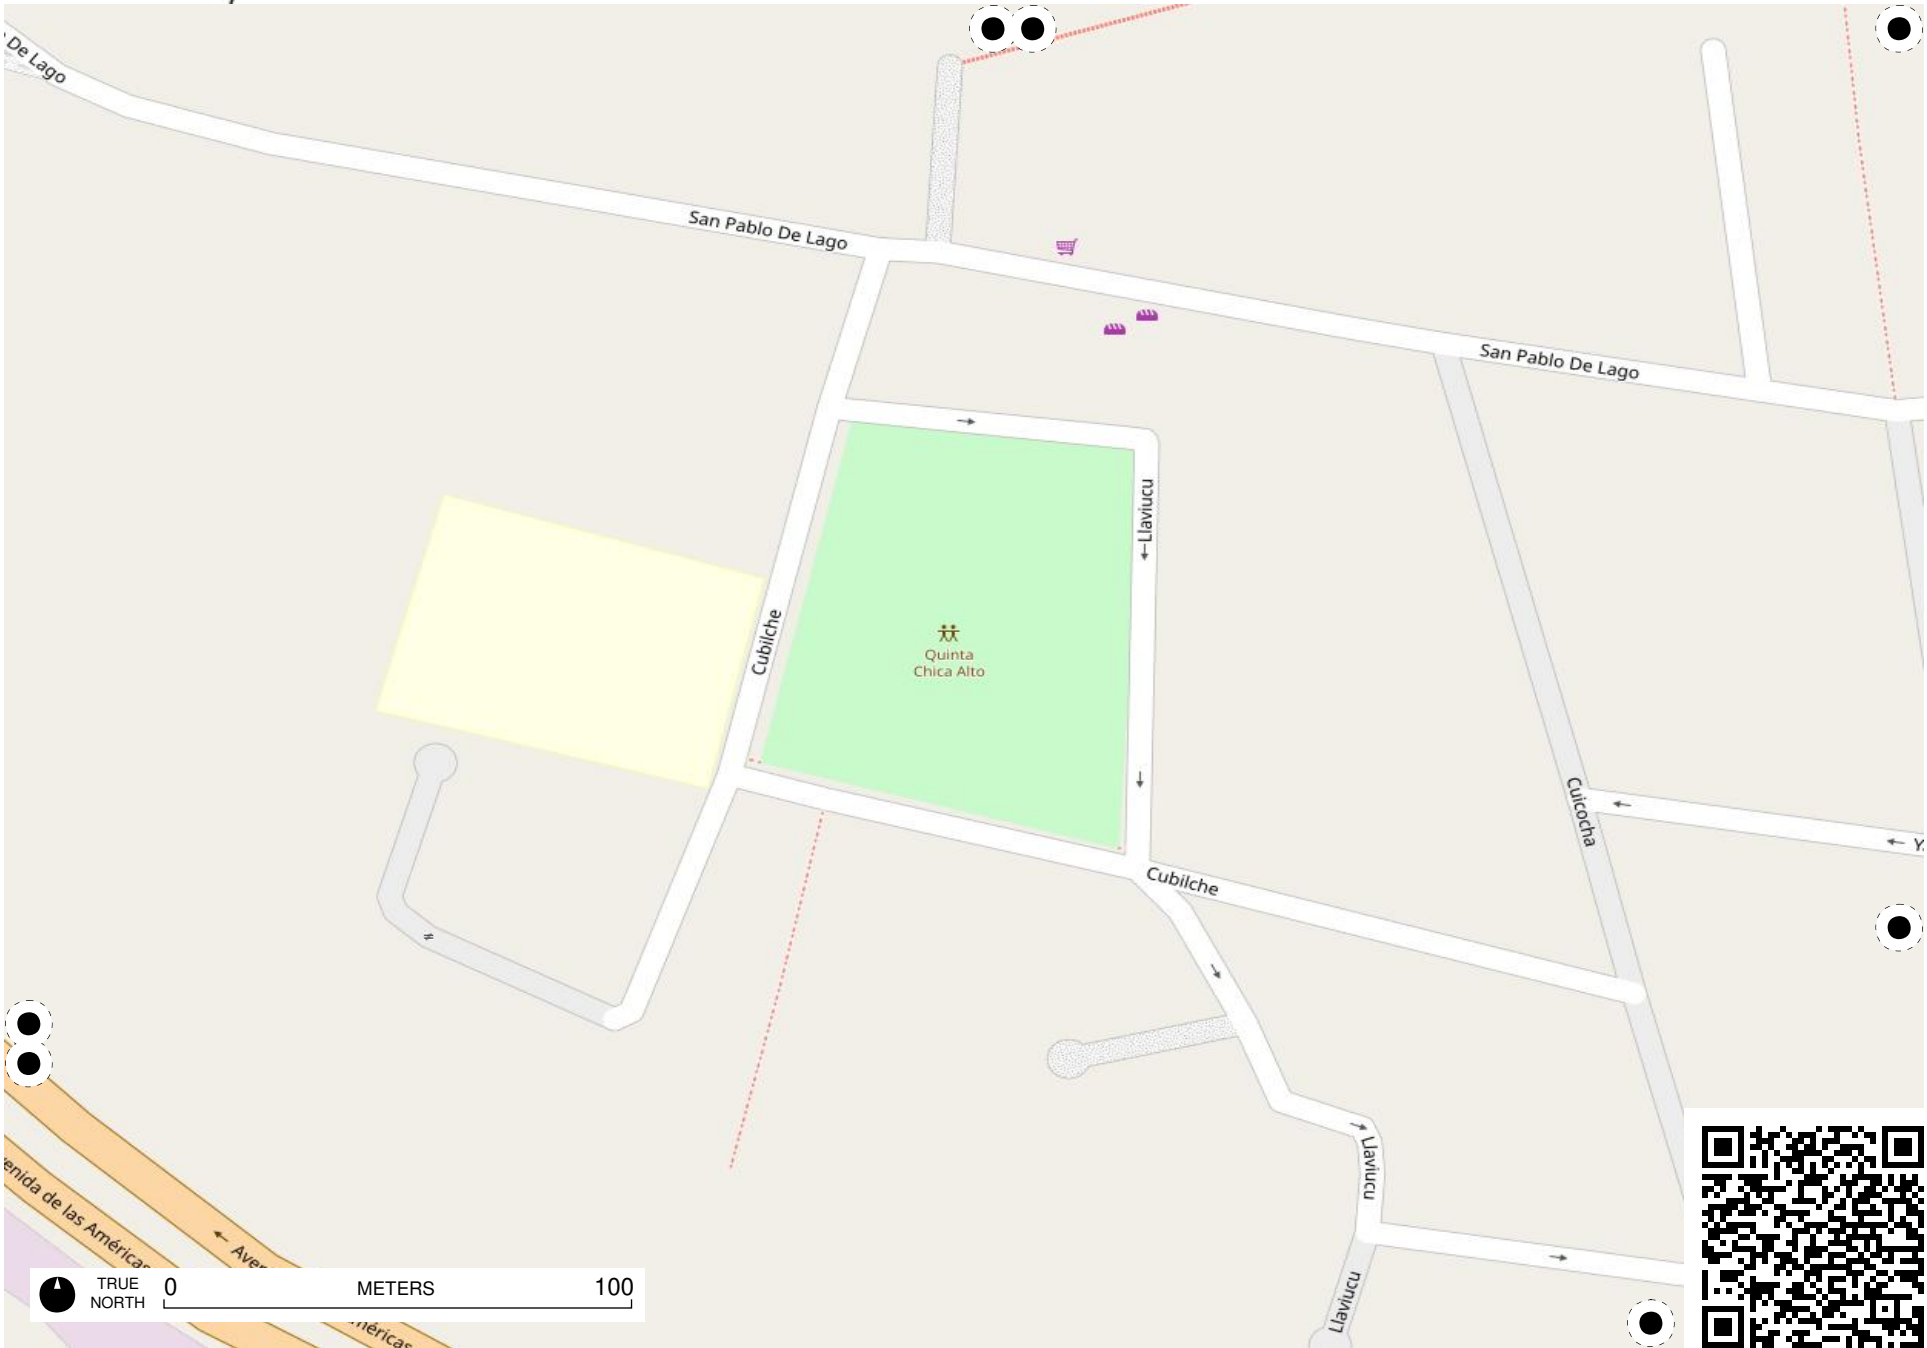 De Lago
San Pablo De Lago
San Pablo De Lago
Llaviucu
Cubilche
Quinta
Chica Alto
Cuicocha
Cubilche
Llaviucu
enida de las Américas
Aver
méricas
TRUE
NORTH
0
METERS
100
Llaviucu